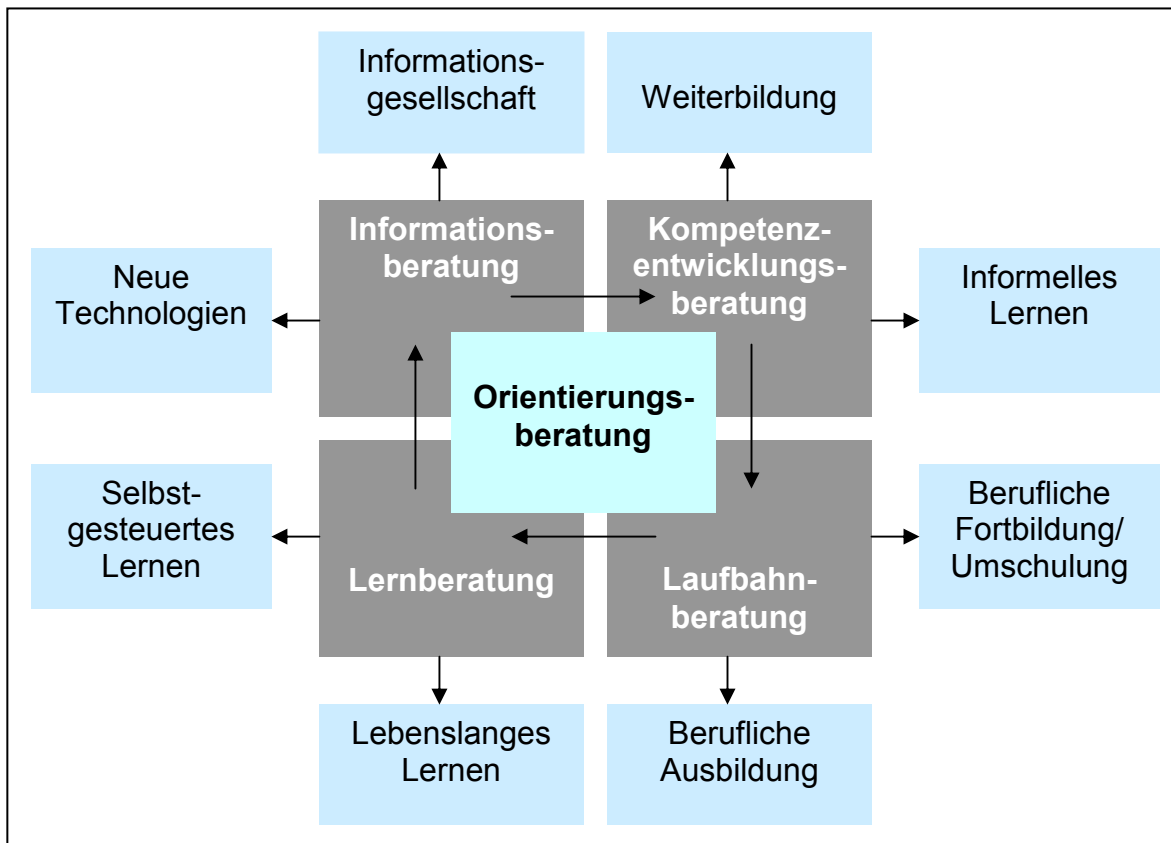 Informations-
gesellschaft
Weiterbildung
Informations-
beratung
Kompetenz-
entwicklungs-
beratung
Neue
Technologien
Informelles
Lernen
Orientierungs-
beratung
Selbst-
gesteuertes
Lernen
Berufliche
Fortbildung/
Umschulung
Lernberatung
Laufbahn-
beratung
Lebenslanges
Lernen
Berufliche
Ausbildung